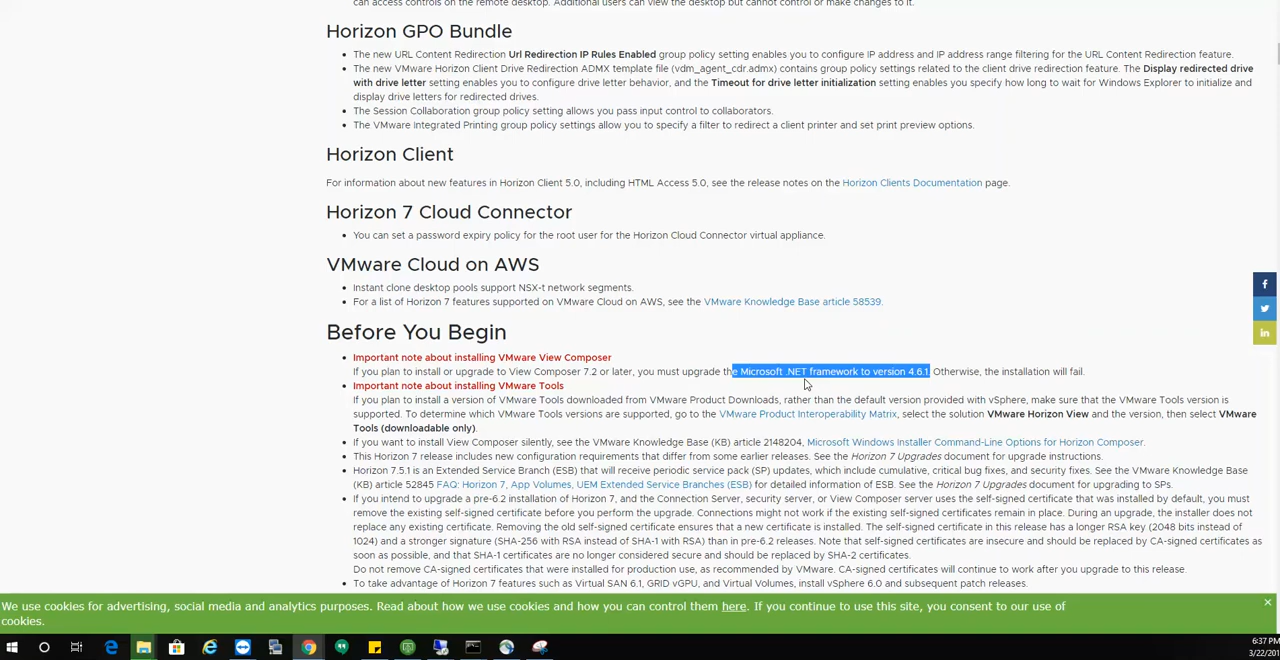 can access controls on the remote desktop. Additional users can view the desktop but cannot control or make changes to it.
Horizon GPO Bundle
• The new URL Content Redirection Url Redirection IP Rules Enabled group policy setting enables you to configure IP address and IP address range filtering for the URL Content Redirection feature.
• The new VMware Horizon Client Drive Redirection ADMX template file (vdm_agent_cdr.admx) contains group policy settings related to the client drive redirection feature. The Display redirected drive
with drive letter setting enables you to configure drive letter behavior, and the Timeout for drive letter initialization setting enables you specify how long to wait for Windows Explorer to initialize and
display drive letters for redirected drives.
• The Session Collaboration group policy setting allows you pass input control to collaborators.
• The VMware Integrated Printing group policy settings allow you to specify a filter to redirect a client printer and set print preview options.
Horizon Client
For information about new features in Horizon Client 5.0, including HTML Access 5.0, see the release notes on the Horizon Clients Documentation page.
Horizon 7 Cloud Connector
• You can set a password expiry policy for the root user for the Horizon Cloud Connector virtual appliance.
VMware Cloud on AWS
• Instant clone desktop pools support NSX-t network segments.
• For a list of Horizon 7 features supported on VMware Cloud on AWS, see the VMware Knowledge Base article 58539.
Before You Begin
• Important note about installing VMware View Composer
If you plan to install or upgrade to View Composer 7.2 or later, you must upgrade the Microsoft .NET framework to version 4.6.1. Otherwise, the installation will fail.
• Important note about installing VMware Tools
If you plan to install a version of VMware Tools downloaded from VMware Product Downloads, rather than the default version provided with vSphere, make sure that the VMware Tools version is
supported. To determine which VMware Tools versions are supported, go to the VMware Product Interoperability Matrix, select the solution VMware Horizon View and the version, then select VMware
Tools (downloadable only).
• If you want to install View Composer silently, see the VMware Knowledge Base (KB) article 2148204, Microsoft Windows Installer Command-Line Options for Horizon Composer.
• This Horizon 7 release includes new configuration requirements that differ from some earlier releases. See the Horizon 7 Upgrades document for upgrade instructions.
• Horizon 7.5.1 is an Extended Service Branch (ESB) that will receive periodic service pack (SP) updates, which include cumulative, critical bug fixes, and security fixes. See the VMware Knowledge Base
(KB) article 52845 FAQ: Horizon 7, App Volumes, UEM Extended Service Branches (ESB) for detailed information of ESB. See the Horizon 7 Upgrades document for upgrading to SPs.
• If you intend to upgrade a pre-6.2 installation of Horizon 7, and the Connection Server, security server, or View Composer server uses the self-signed certificate that was installed by default, you must
remove the existing self-signed certificate before you perform the upgrade. Connections might not work if the existing self-signed certificates remain in place. During an upgrade, the installer does not
replace any existing certificate. Removing the old self-signed certificate ensures that a new certificate is installed. The self-signed certificate in this release has a longer RSA key (2048 bits instead of
1024) and a stronger signature (SHA-256 with RSA instead of SHA-1 with RSA) than in pre-6.2 releases. Note that self-signed certificates are insecure and should be replaced by CA-signed certificates as
soon as possible, and that SHA-1 certificates are no longer considered secure and should be replaced by SHA-2 certificates.
Do not remove CA-signed certificates that were installed for production use, as recommended by VMware. CA-signed certificates will continue to work after you upgrade to this release.
• To take advantage of Horizon 7 features such as Virtual SAN 6.1, GRID vGPU, and Virtual Volumes, install vSphere 6.0 and subsequent patch releases.
We use cookies for advertising, social media and analytics purposes. Read about how we use cookies and how you can control them here. If you continue to use this site, you consent to our use of
cookies.
6:37 PM
3/22/201